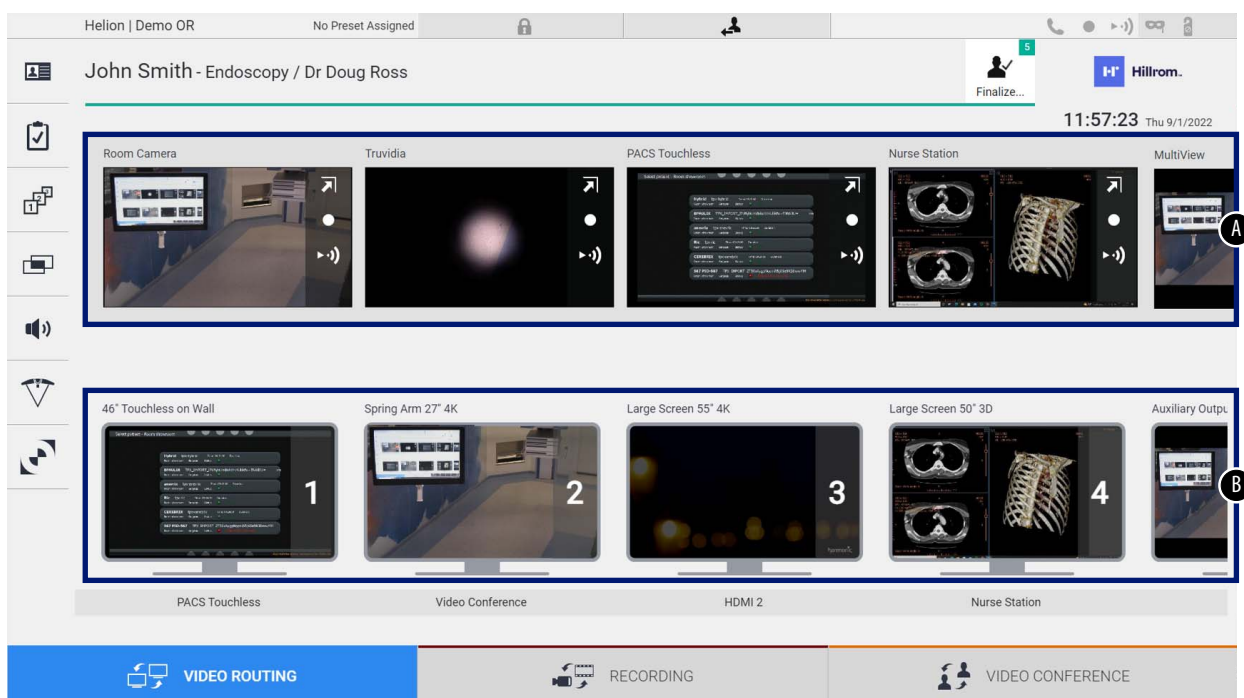 Helion | Demo OR
No Preset Assigned
John Smith - Endoscopy / Dr Doug Ross
5
Finalize...
H·r Hillrom™
11:57:23 Thu 9/1/2022
Room Camera
Truvidia
PACS Touchless
Nurse Station
MultiView
A
46" Touchless on Wall
Spring Arm 27" 4K
Large Screen 55" 4K
Large Screen 50" 3D
Auxiliary Outpu
1
2
3
4
B
PACS Touchless
Video Conference
HDMI 2
Nurse Station
VIDEO ROUTING
RECORDING
VIDEO CONFERENCE